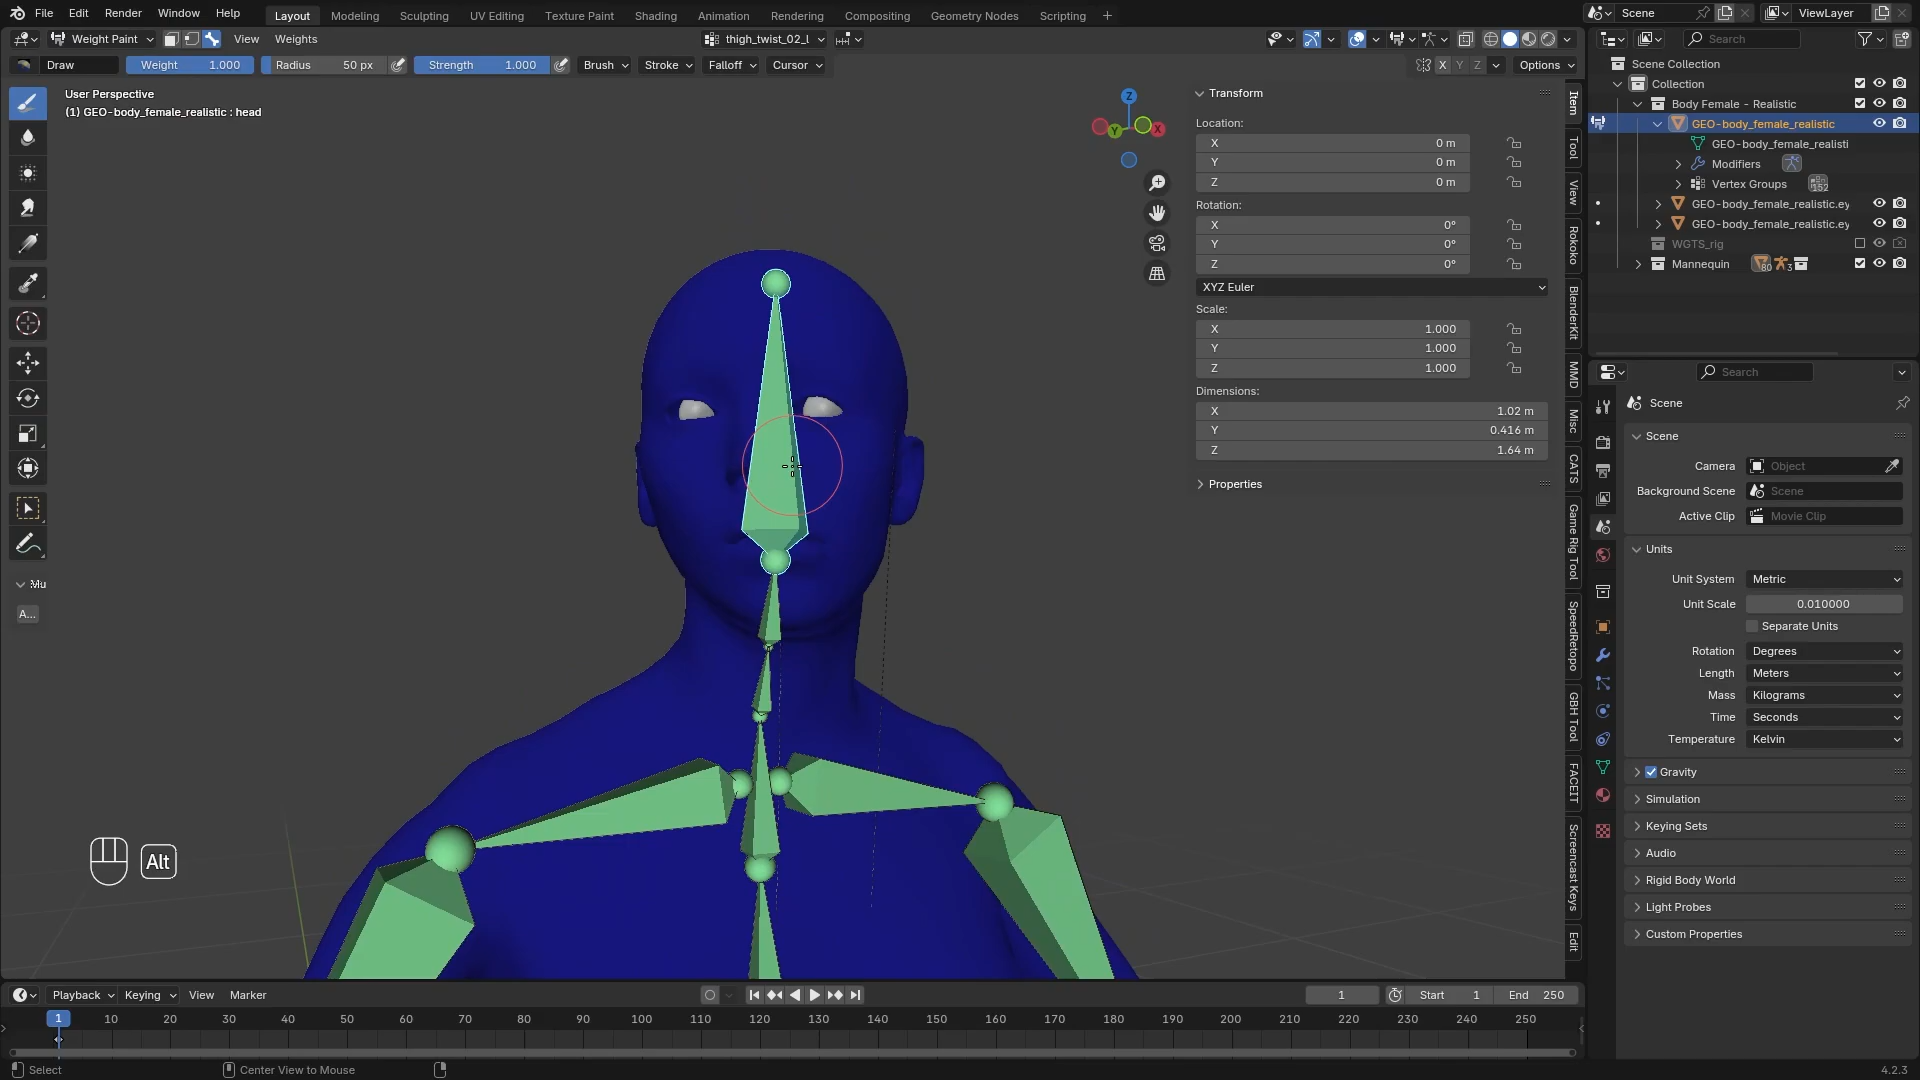 File Edit Render Window Help Layout Modeling Sculpting UV Editing Texture Paint Shading Animation Rendering Compositing Geometry Nodes Scripting + Scene ViewLayer
Weight Paint View Weights thigh_twist_02_l Search
Draw Weight 1.000 Radius 50 px Strength 1.000 Brush Stroke Falloff Cursor X Y Z Options
User Perspective
(1) GEO-body_female_realistic : head
Z
Y
X
Mu
A...
Alt
Transform
Location:
X 0 m
Y 0 m
Z 0 m
Rotation:
X 0°
Y 0°
Z 0°
XYZ Euler
Scale:
X 1.000
Y 1.000
Z 1.000
Dimensions:
X 1.02 m
Y 0.416 m
Z 1.64 m
Properties
Item
Tool
View
Rokoko
BlenderKit
MMD
Misc
CATS
Game Rig Tool
SpeedRetopo
GBH Tool
FACEIT
Screencast Keys
Edit
Scene Collection
Collection
Body Female - Realistic
GEO-body_female_realistic
GEO-body_female_realisti
Modifiers
Vertex Groups 152
GEO-body_female_realistic.ey
GEO-body_female_realistic.ey
WGTS_rig
Mannequin 80 3
Search
Scene
Scene
Camera Object
Background Scene Scene
Active Clip Movie Clip
Units
Unit System Metric
Unit Scale 0.010000
Separate Units
Rotation Degrees
Length Meters
Mass Kilograms
Time Seconds
Temperature Kelvin
Gravity
Simulation
Keying Sets
Audio
Rigid Body World
Light Probes
Custom Properties
Playback Keying View Marker 1 Start 1 End 250
1 10 20 30 40 50 60 70 80 90 100 110 120 130 140 150 160 170 180 190 200 210 220 230 240 250
Select Center View to Mouse 4.2.3